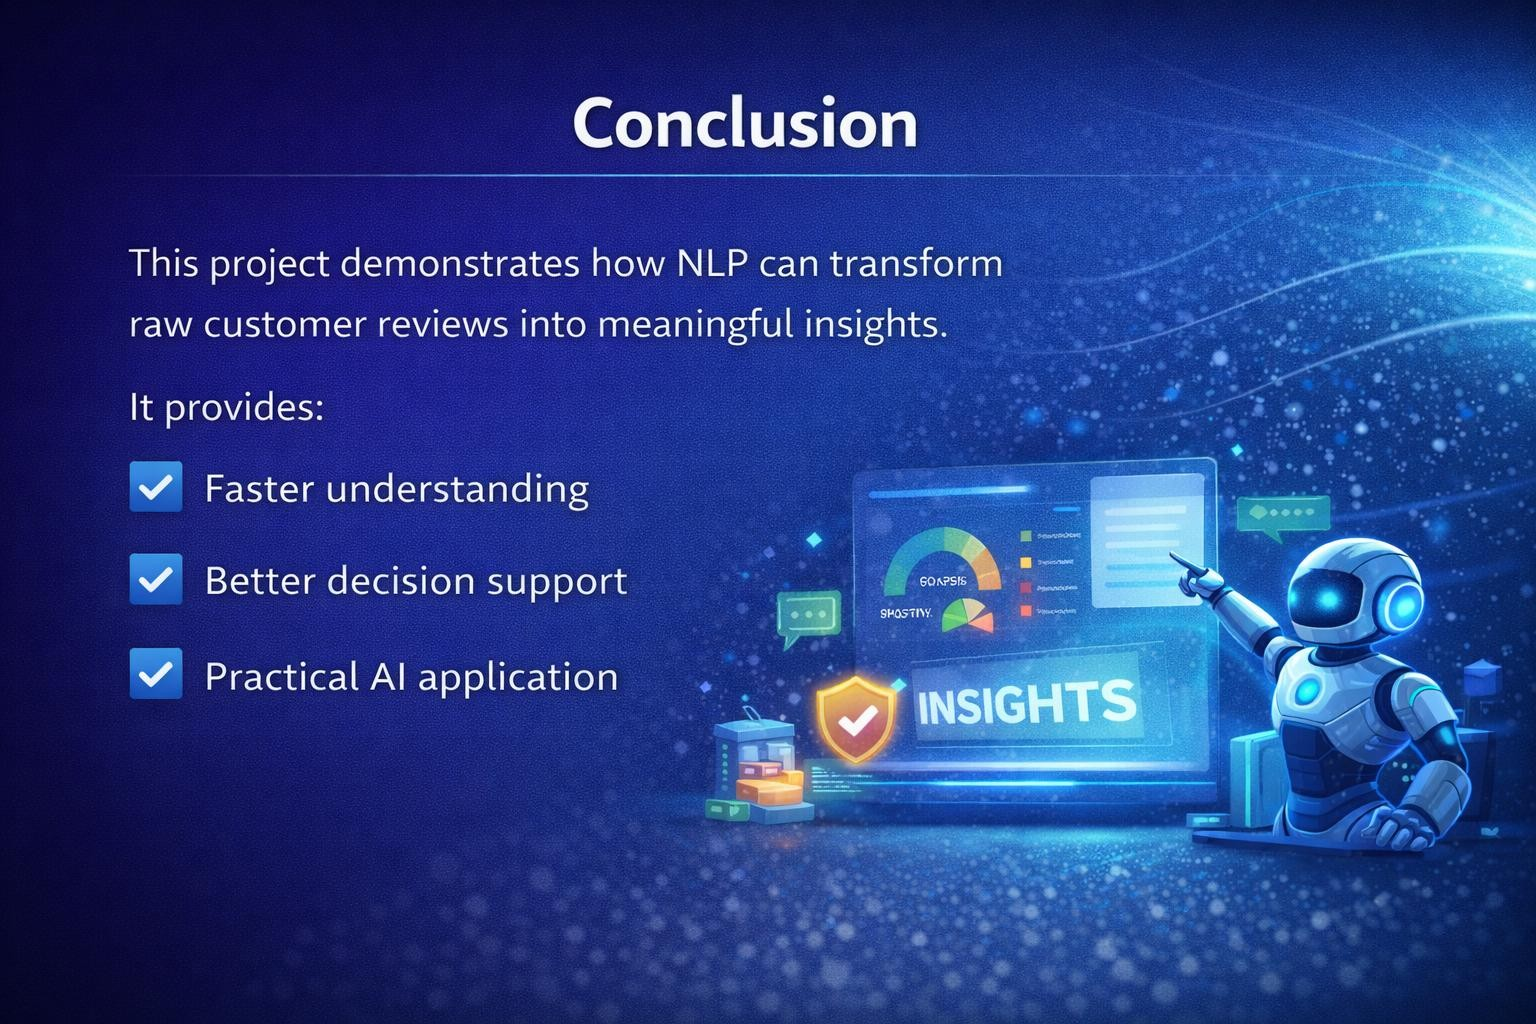 Conclusion
This project demonstrates how NLP can transform
raw customer reviews into meaningful insights.
It provides:
Faster understanding
Better decision support
Practical AI application
INSIGHTS